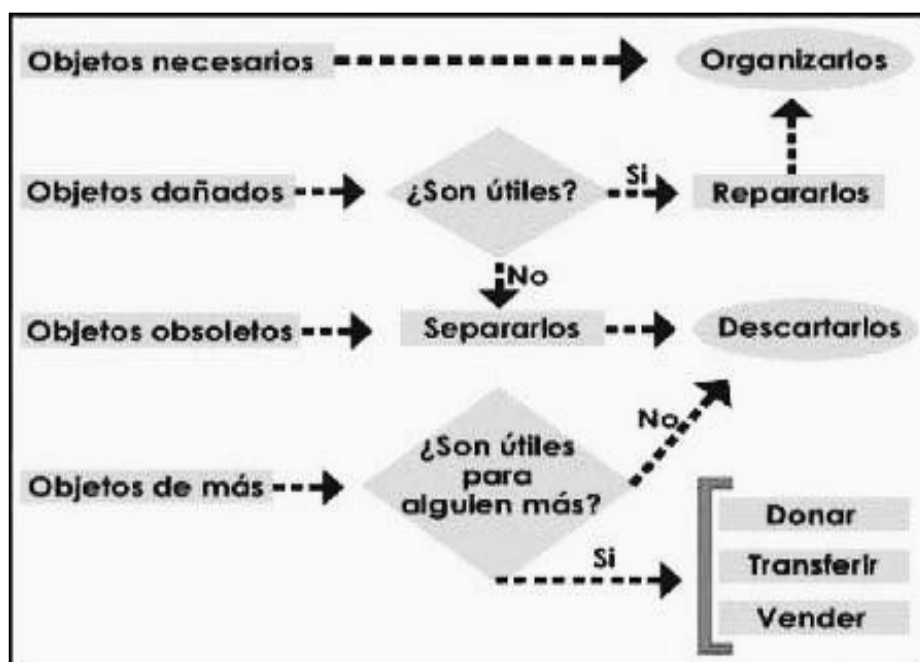 Objetos necesarios
Organizarlos
Objetos dañados
¿Son útiles?
Si
Repararlos
No
Objetos obsoletos
Separarlos
Descartarlos
Objetos de más
¿Son útiles
para
alguien más?
No
Si
Donar
Transferir
Vender